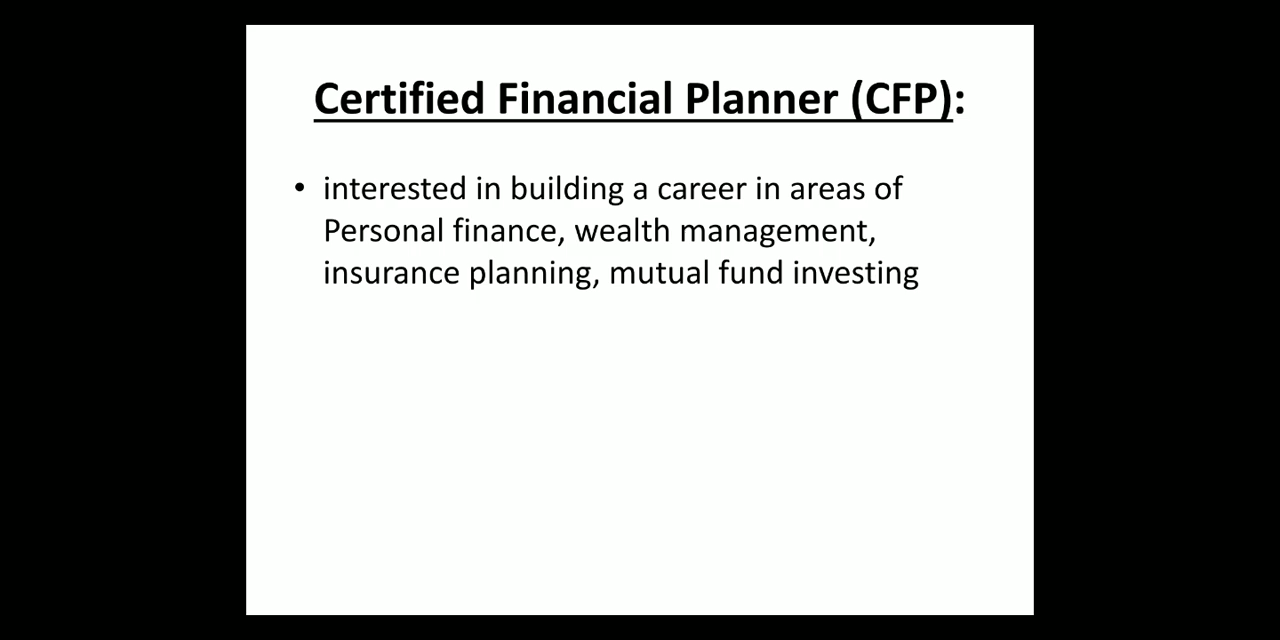 Certified Financial Planner (CFP):
• interested in building a career in areas of
Personal finance, wealth management,
insurance planning, mutual fund investing